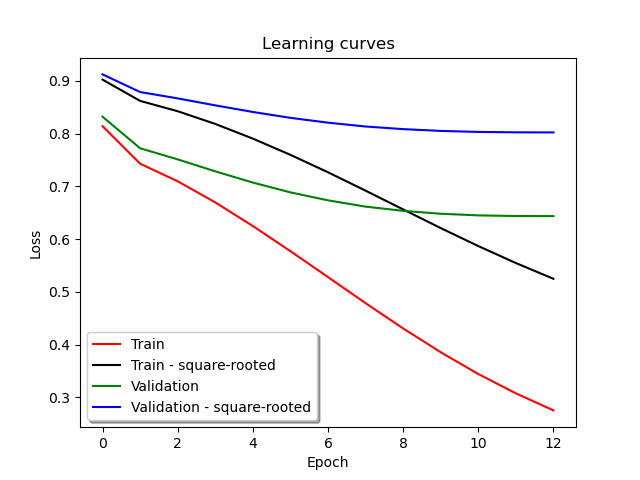 Learning curves
Loss
0.9
0.8
0.7
0.6
0.5
0.4
0.3
Train
Train - square-rooted
Validation
Validation - square-rooted
0 2 4 6 8 10 12
Epoch